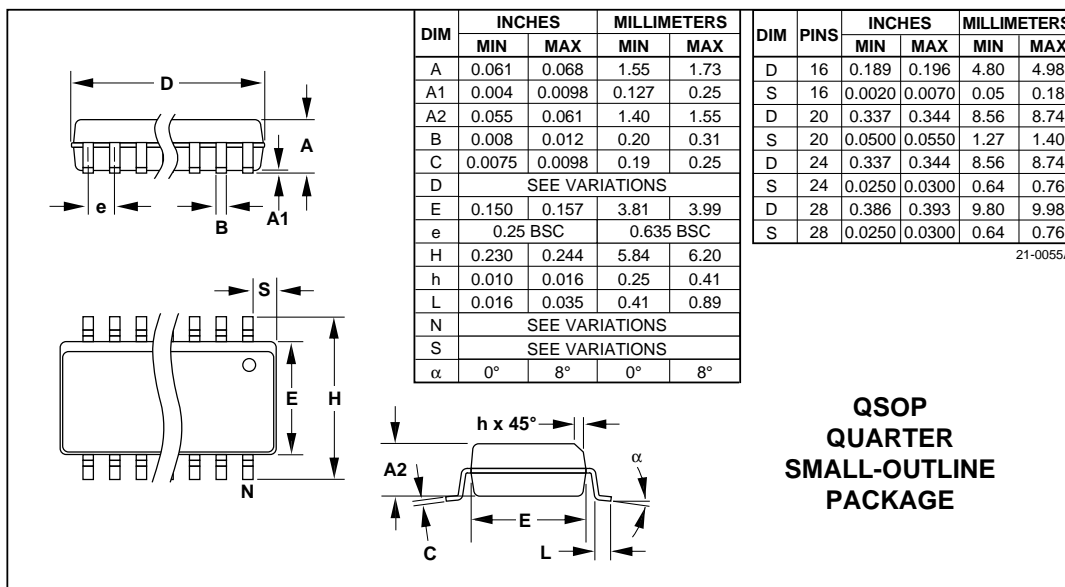 D
A
e
B
A1
S
E
H
N
DIM INCHES MILLIMETERS
MIN MAX MIN MAX
A 0.061 0.068 1.55 1.73
A1 0.004 0.0098 0.127 0.25
A2 0.055 0.061 1.40 1.55
B 0.008 0.012 0.20 0.31
C 0.0075 0.0098 0.19 0.25
D SEE VARIATIONS
E 0.150 0.157 3.81 3.99
e 0.25 BSC 0.635 BSC
H 0.230 0.244 5.84 6.20
h 0.010 0.016 0.25 0.41
L 0.016 0.035 0.41 0.89
N SEE VARIATIONS
S SEE VARIATIONS
α 0° 8° 0° 8°
DIM PINS INCHES MILLIMETERS
MIN MAX MIN MAX
D 16 0.189 0.196 4.80 4.98
S 16 0.0020 0.0070 0.05 0.18
D 20 0.337 0.344 8.56 8.74
S 20 0.0500 0.0550 1.27 1.40
D 24 0.337 0.344 8.56 8.74
S 24 0.0250 0.0300 0.64 0.76
D 28 0.386 0.393 9.80 9.98
S 28 0.0250 0.0300 0.64 0.76
21-0055A
h x 45°
A2
α
E
C
L
QSOP
QUARTER
SMALL-OUTLINE
PACKAGE